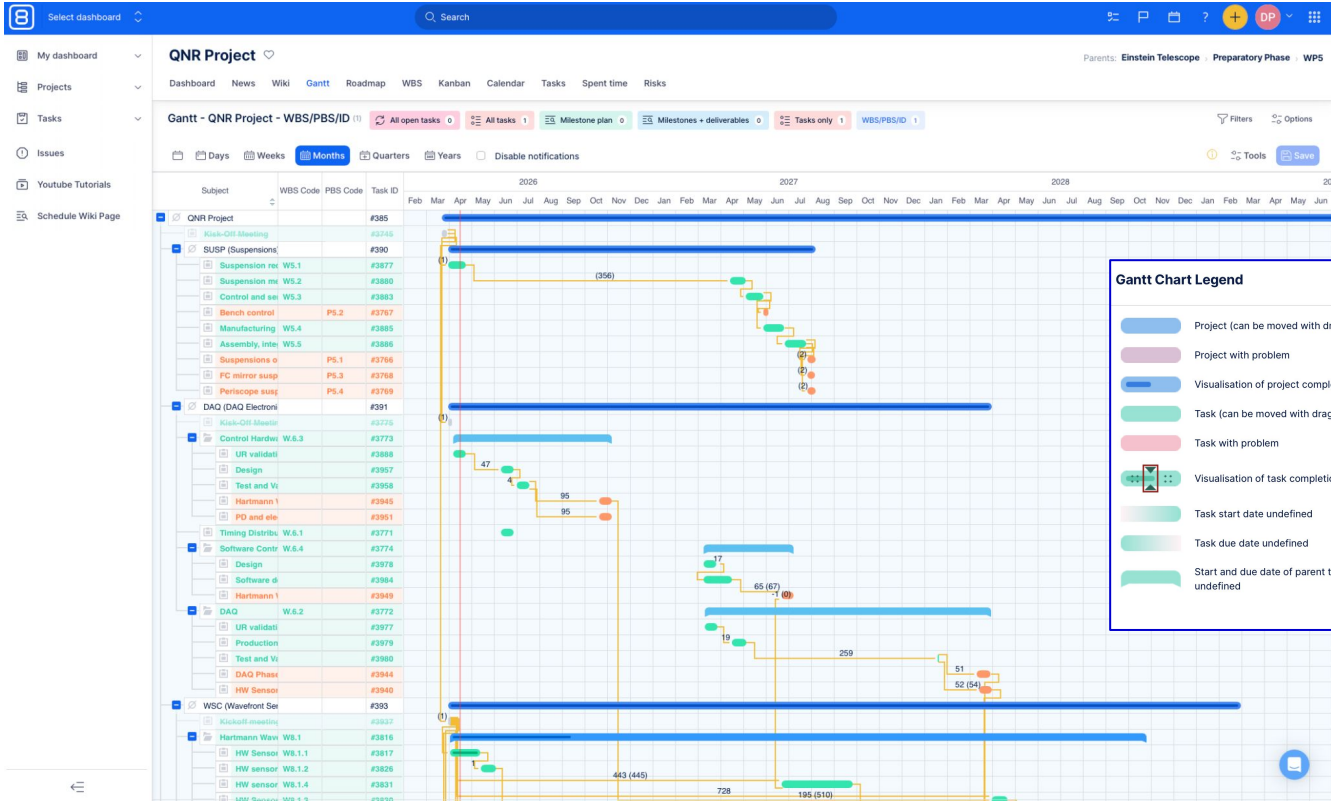 Select dashboard
Search
?
DP
My dashboard
Projects
Tasks
Issues
Youtube Tutorials
Schedule Wiki Page
QNR Project
Parents: Einstein Telescope Preparatory Phase WP5
Dashboard News Wiki Gantt Roadmap WBS Kanban Calendar Tasks Spent time Risks
Gantt - QNR Project - WBS/PBS/ID (1) All open tasks 0 All tasks 1 Milestone plan 0 Milestones + deliverables 0 Tasks only 1 WBS/PBS/ID 1
Filters Options
Days Weeks Months Quarters Years Disable notifications
Tools Save
Subject WBS Code PBS Code Task ID
2026 2027 2028 20
Feb Mar Apr May Jun Jul Aug Sep Oct Nov Dec Jan Feb Mar Apr May Jun Jul Aug Sep Oct Nov Dec Jan Feb Mar Apr May Jun Jul Aug Sep Oct Nov Dec Jan Feb Mar Apr May Jun
QNR Project #385
Kick-Off Meeting #3745
SUSP (Suspensions) #390
(1)
Suspension req W5.1 #3877
Suspension me W5.2 #3880
(356)
Control and se W5.3 #3883
Bench control P5.2 #3767
Manufacturing W5.4 #3885
Assembly, inte W5.5 #3886
Suspensions o P5.1 #3766
(2)
FC mirror susp P5.3 #3768
(2)
Periscope susp P5.4 #3769
(2)
DAQ (DAQ Electroni #391
Kick-Off Meetin #3775
(1)
Control Hardwa W.6.3 #3773
UR validati #3868
Design #3957
47
Test and Va #3958
4
Hartmann #3945
95
PD and ele #3951
95
Timing Distribu W.6.1 #3771
Software Contr W.6.4 #3774
Design #3978
17
Software d #3984
Hartmann #3949
65 (67)
-1 (0)
DAQ W.6.2 #3772
UR validati #3977
Production #3979
19
Test and Va #3980
259
DAQ Phase #3944
51
HW Sensor #3940
52 (54)
WSC (Wavefront Ser #393
Kickoff meeting #3937
(1)
Hartmann Wave W8.1 #3816
HW Sensor W8.1.1 #3817
HW sensor W8.1.2 #3826
1
HW sensor W8.1.4 #3831
443 (445)
HW Sensor W8.1.3 #3830
728
195 (510)
Gantt Chart Legend
Project (can be moved with dr
Project with problem
Visualisation of project comple
Task (can be moved with drag
Task with problem
Visualisation of task completio
Task start date undefined
Task due date undefined
Start and due date of parent t
undefined